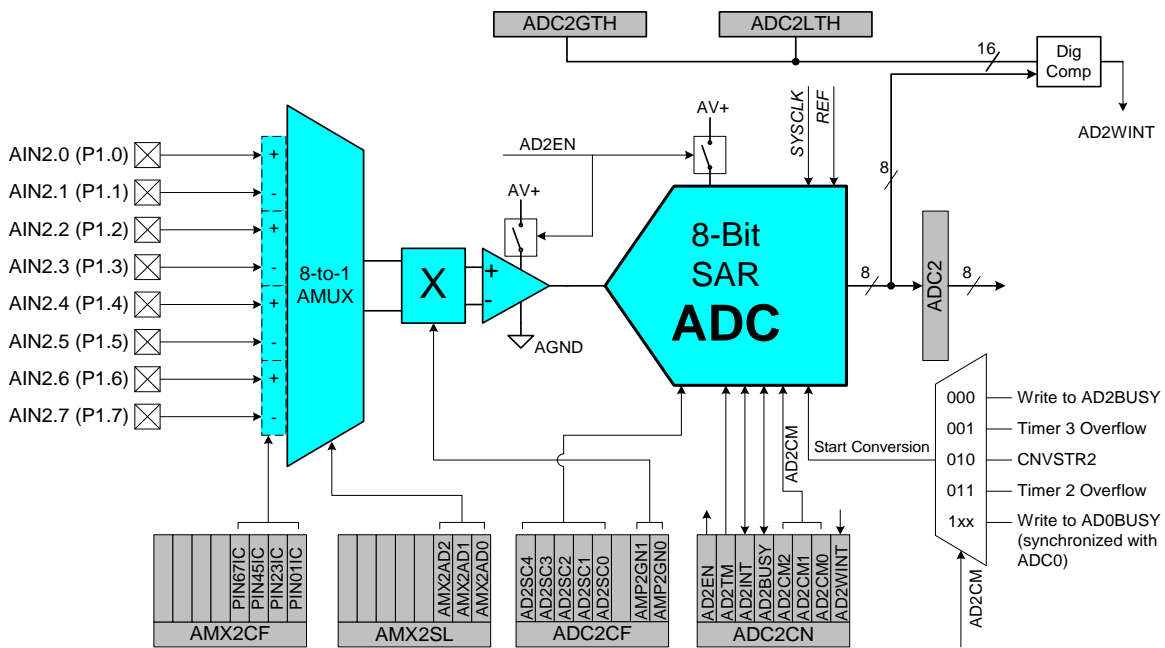 ADC2GTH
ADC2LTH
16
Dig
Comp
AD2WINT
AV+
SYSCLK
REF
AD2EN
AV+
8
AIN2.0 (P1.0)
AIN2.1 (P1.1)
AIN2.2 (P1.2)
AIN2.3 (P1.3)
AIN2.4 (P1.4)
AIN2.5 (P1.5)
AIN2.6 (P1.6)
AIN2.7 (P1.7)
+
-
+
-
+
-
+
-
8-to-1
AMUX
X
+
-
AGND
8-Bit
SAR
ADC
8
ADC2
8
000
001
010
011
1xx
Write to AD2BUSY
Timer 3 Overflow
CNVSTR2
Timer 2 Overflow
Write to AD0BUSY
(synchronized with
ADC0)
Start Conversion
AD2CM
AD2CM
PIN67IC
PIN45IC
PIN23IC
PIN01IC
AMX2CF
AMX2AD2
AMX2AD1
AMX2AD0
AMX2SL
AD2SC4
AD2SC3
AD2SC2
AD2SC1
AD2SC0
AMP2GN1
AMP2GN0
ADC2CF
AD2EN
AD2TM
AD2INT
AD2BUSY
AD2CM2
AD2CM1
AD2CM0
AD2WINT
ADC2CN